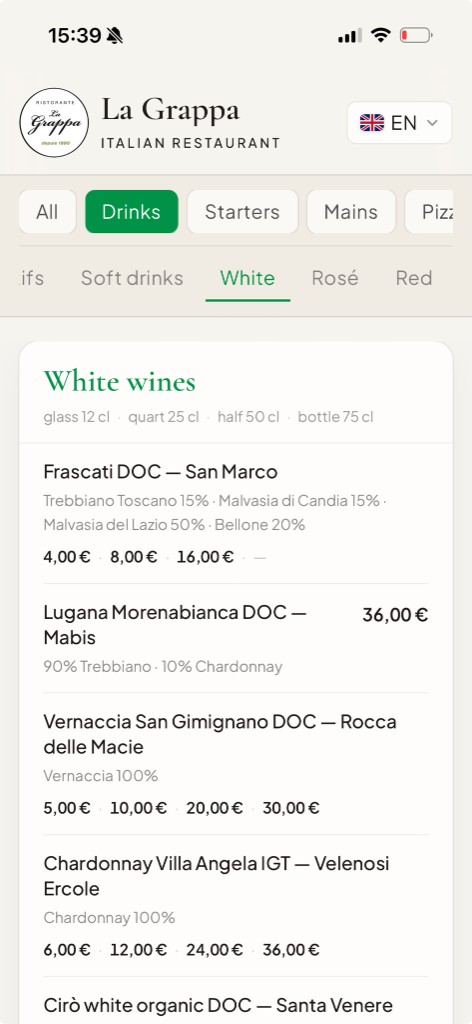 15:39
RISTORANTE
La
Grappa
depuis 1980
La Grappa
ITALIAN RESTAURANT
EN
All Drinks Starters Mains Pizz
ifs Soft drinks White Rosé Red
White wines
glass 12 cl · quart 25 cl · half 50 cl · bottle 75 cl
Frascati DOC — San Marco
Trebbiano Toscano 15% · Malvasia di Candia 15% ·
Malvasia del Lazio 50% · Bellone 20%
4,00 € · 8,00 € · 16,00 € · —
Lugana Morenabianca DOC — 36,00 €
Mabis
90% Trebbiano · 10% Chardonnay
Vernaccia San Gimignano DOC — Rocca
delle Macie
Vernaccia 100%
5,00 € · 10,00 € · 20,00 € · 30,00 €
Chardonnay Villa Angela IGT — Velenosi
Ercole
Chardonnay 100%
6,00 € · 12,00 € · 24,00 € · 36,00 €
Cirò white organic DOC — Santa Venere